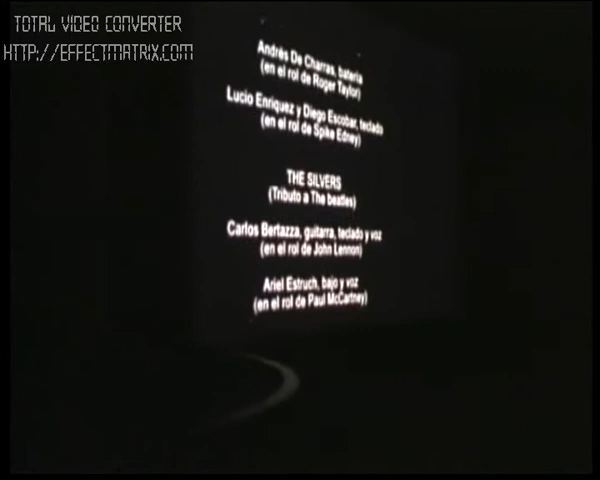 TOTAL VIDEO CONVERTER
HTTP://EFFECTMATRIX.COM
Andrés De Charras, batería
(en el rol de Roger Taylor)
Lucio Enriquez y Diego Escobar, teclado
(en el rol de Spike Edney)
THE SILVERS
(Tributo a The beatles)
Carlos Bertazza, guitarra, teclado y voz
(en el rol de John Lennon)
Ariel Estruch, bajo y voz
(en el rol de Paul McCartney)